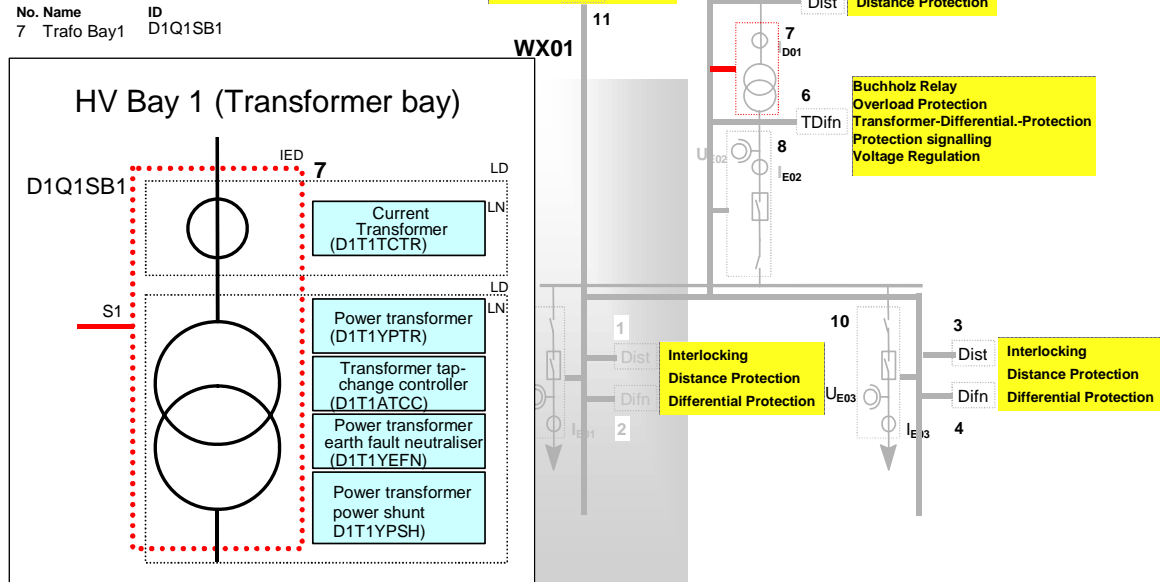 No. Name ID
7 Trafo Bay1 D1Q1SB1
HV Bay 1 (Transformer bay)
IED
7
LD
D1Q1SB1
LN
Current
Transformer
(D1T1TCTR)
LD
LN
S1
Power transformer
(D1T1YPTR)
Transformer tap-
change controller
(D1T1ATCC)
Power transformer
earth fault neutraliser
(D1T1YEFN)
Power transformer
power shunt
D1T1YPSH)
11
WX01
Dist
Distance Protection
7
D01
6
TDifn
Buchholz Relay
Overload Protection
Transformer-Differential.-Protection
Protection signalling
Voltage Regulation
8
UE02
IE02
1
Dist
Interlocking
Distance Protection
Differential Protection
Difn
IE01
2
10
UE03
IE03
3
Dist
Interlocking
Distance Protection
Differential Protection
Difn
4